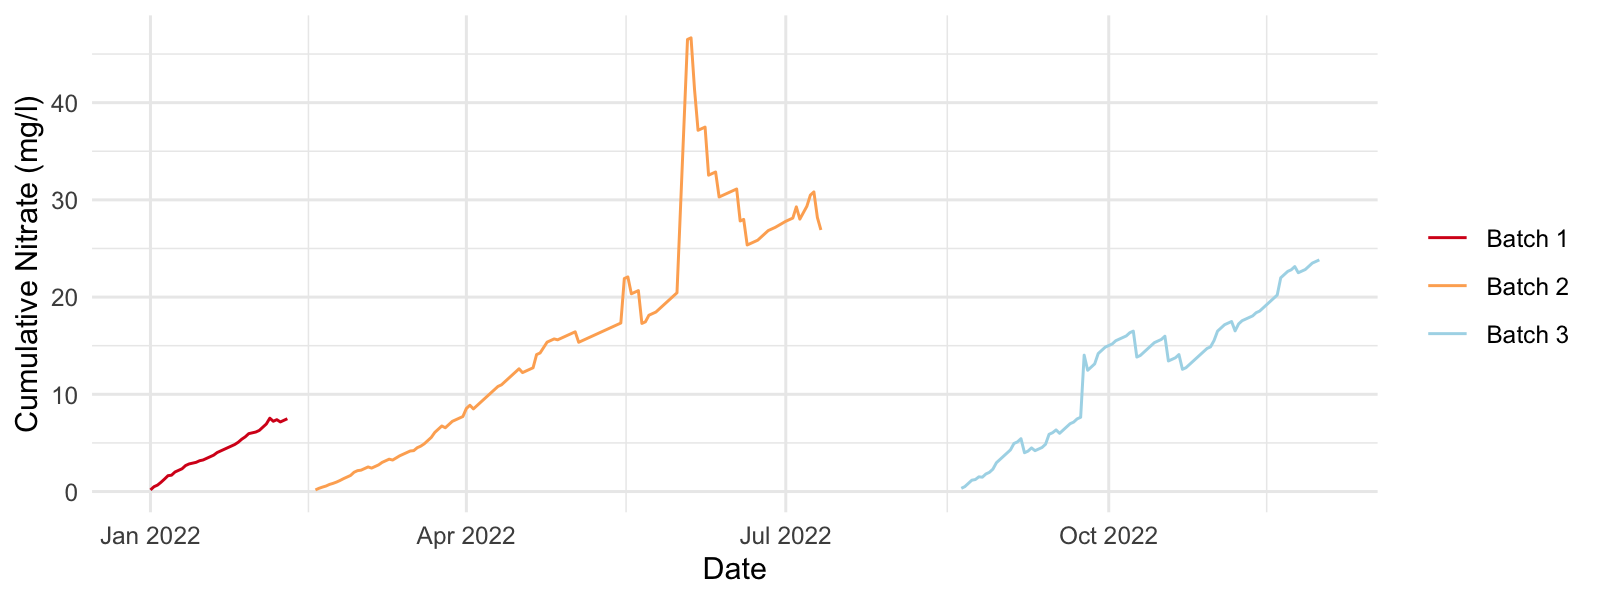 Cumulative Nitrate (mg/l)
40
30
20
10
0
Jan 2022 Apr 2022 Jul 2022 Oct 2022
Date
Batch 1
Batch 2
Batch 3